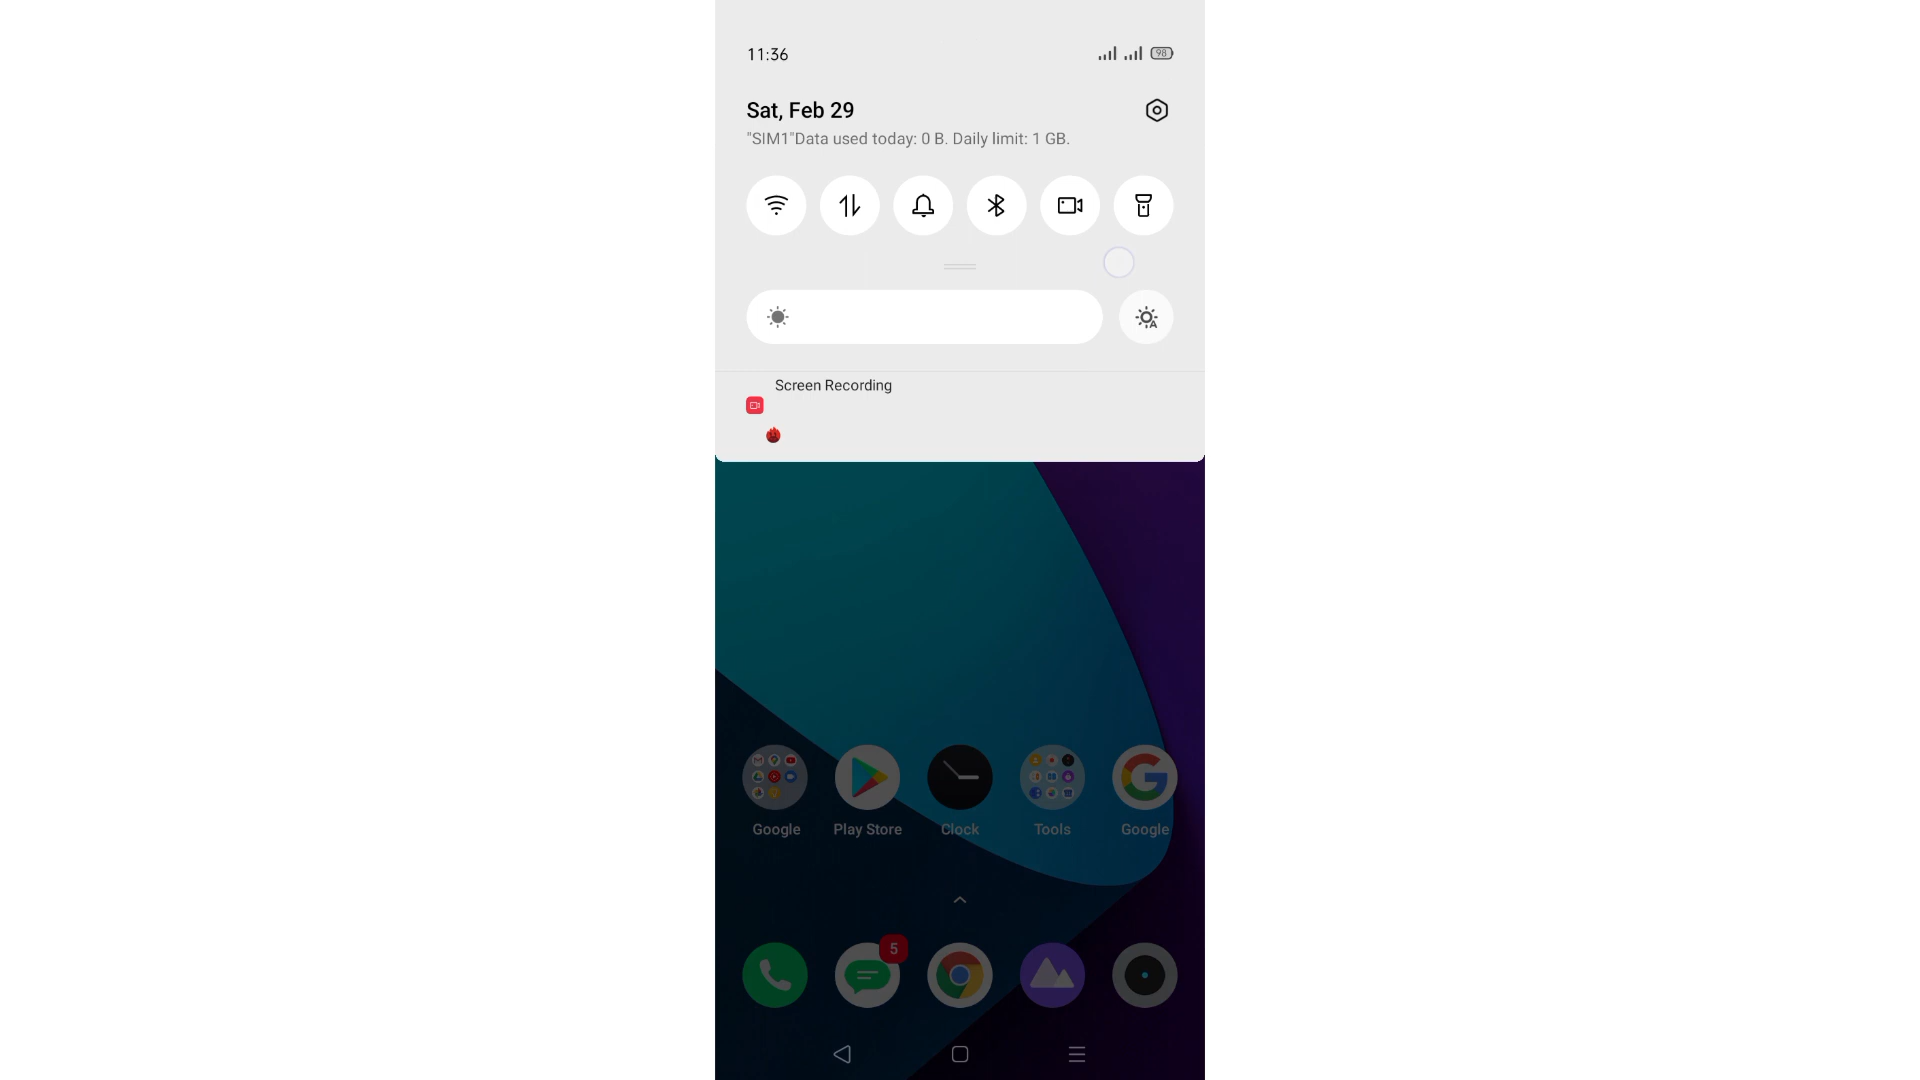 11:36
98
Sat, Feb 29
"SIM1"Data used today: 0 B. Daily limit: 1 GB.
Screen Recording
Google
Play Store
Clock
Tools
Google
5